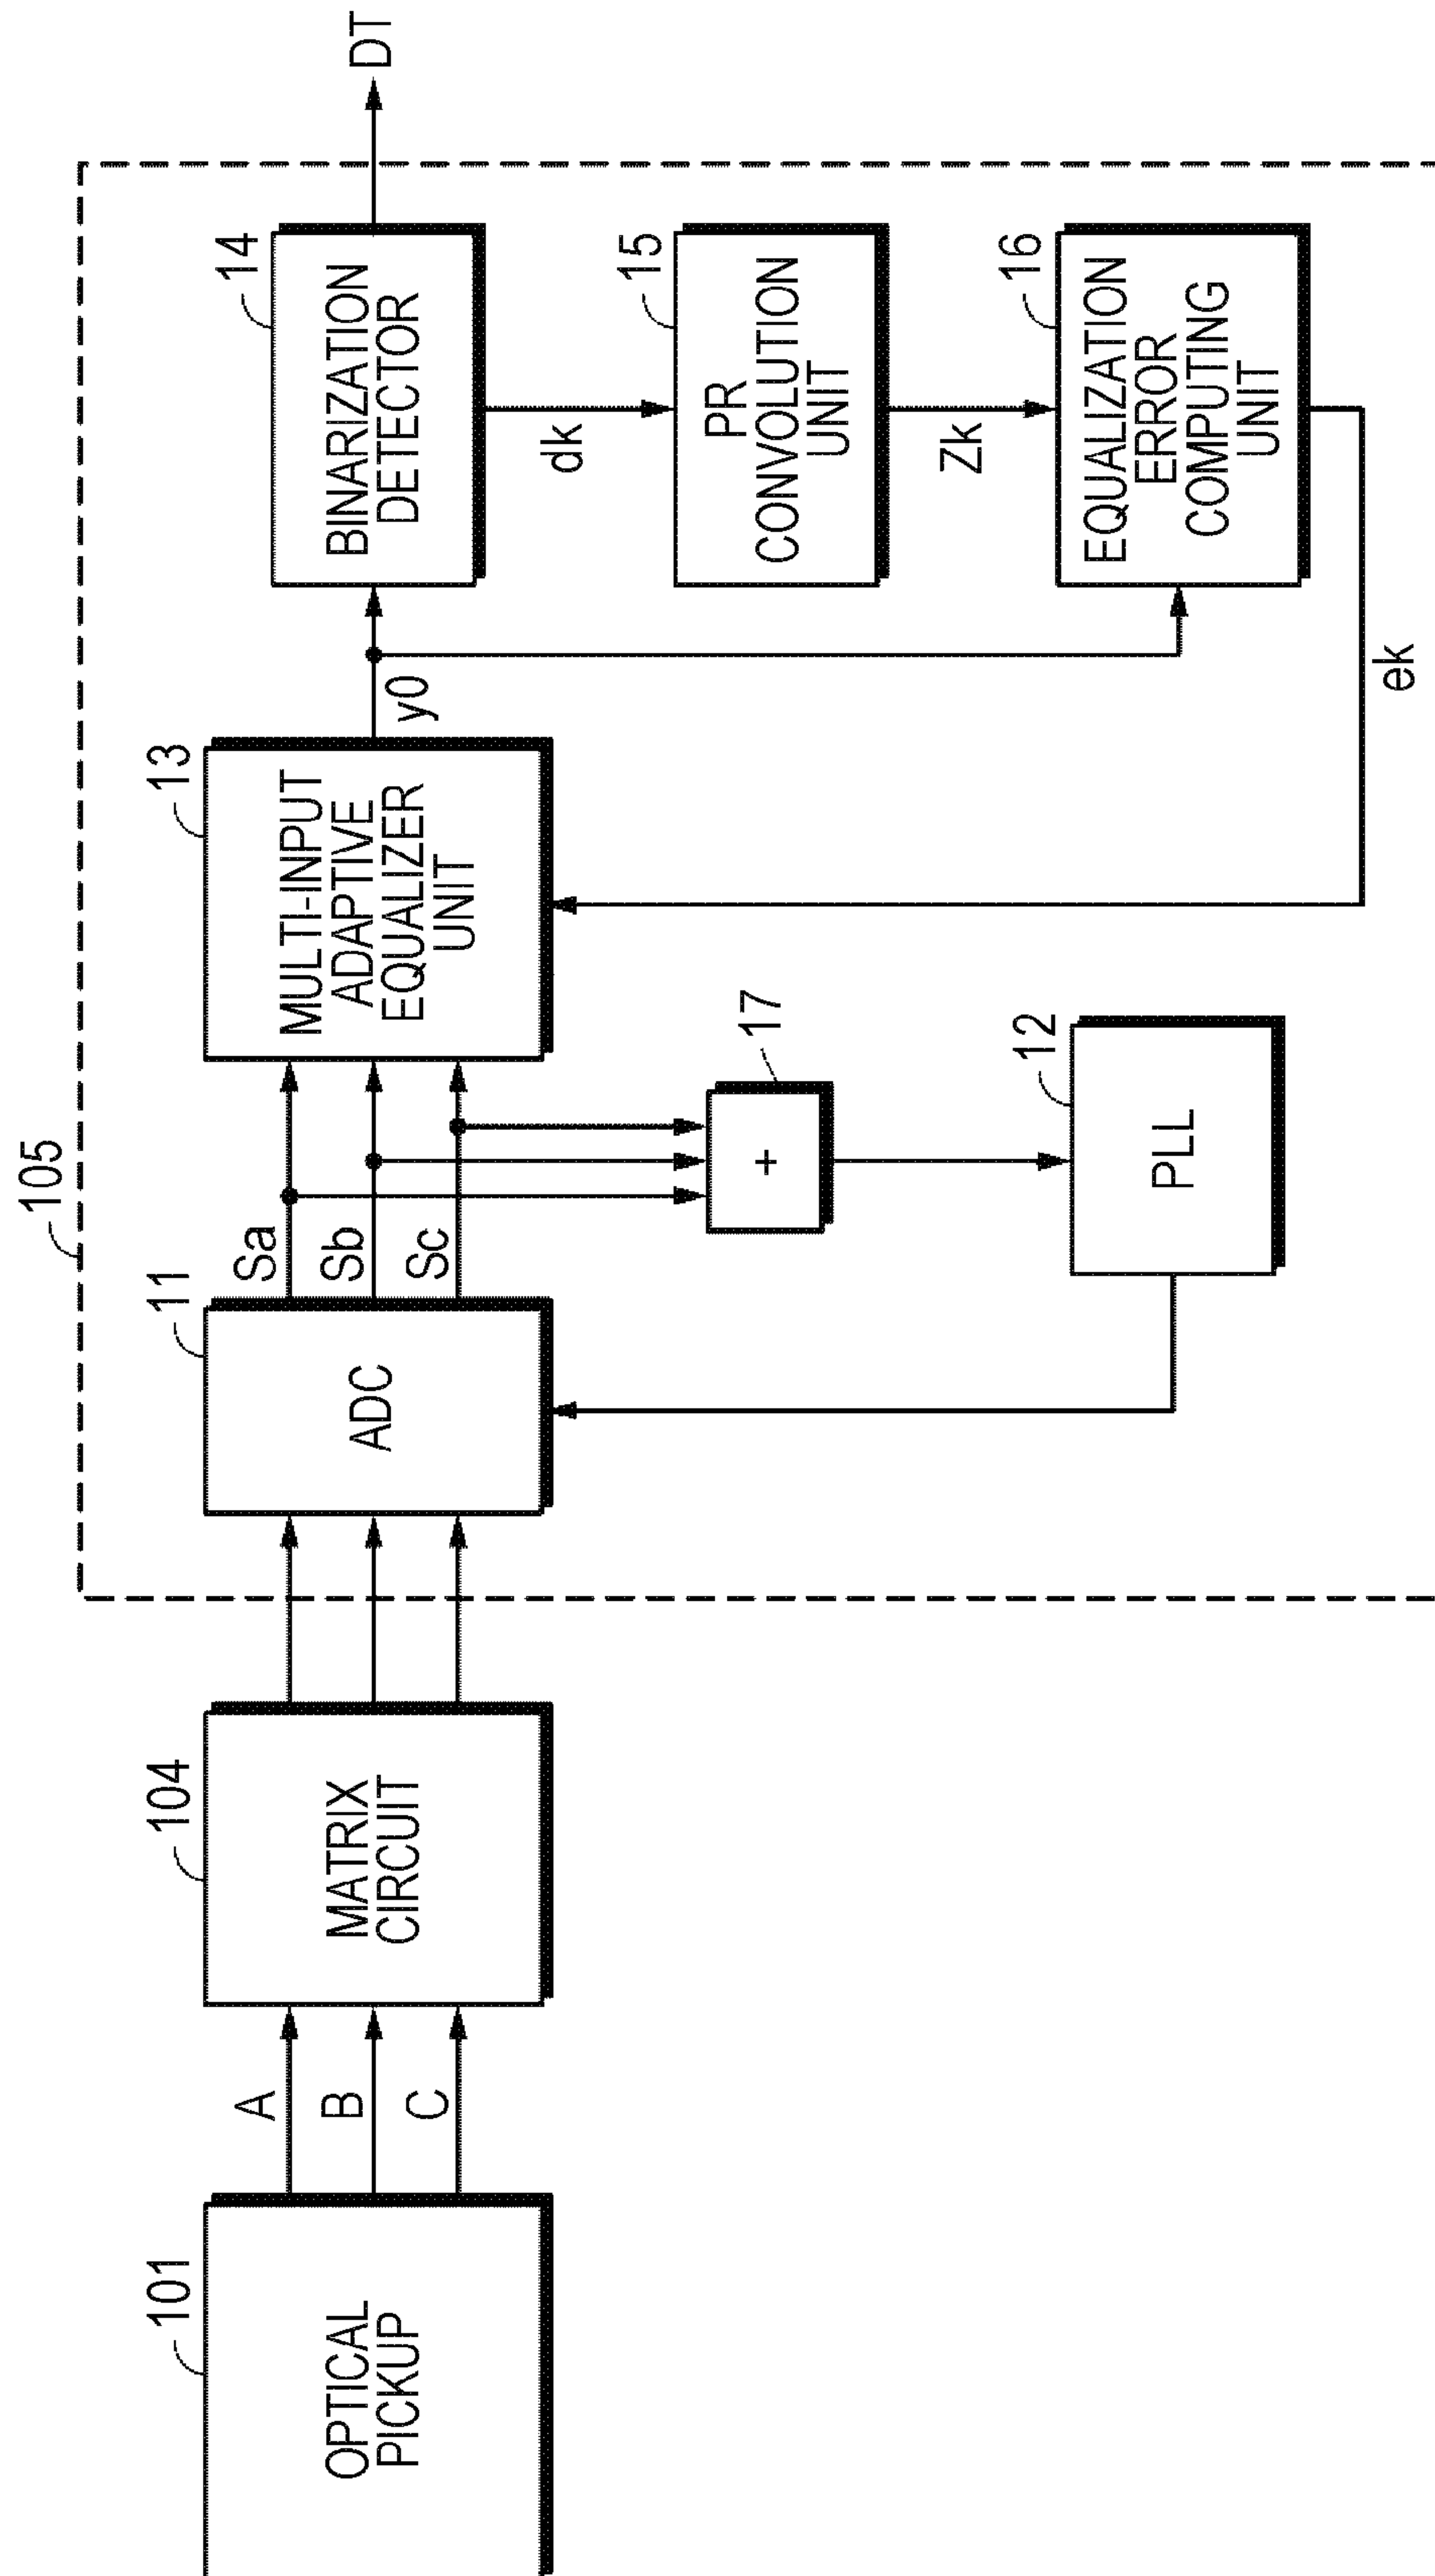 105
101
OPTICAL
PICKUP
A
B
C
104
MATRIX
CIRCUIT
11
ADC
Sa
Sb
Sc
13
MULTI-INPUT
ADAPTIVE
EQUALIZER
UNIT
y0
14
BINARIZATION
DETECTOR
DT
dk
17
+
15
PR
CONVOLUTION
UNIT
Zk
12
PLL
16
EQUALIZATION
ERROR
COMPUTING
UNIT
ek